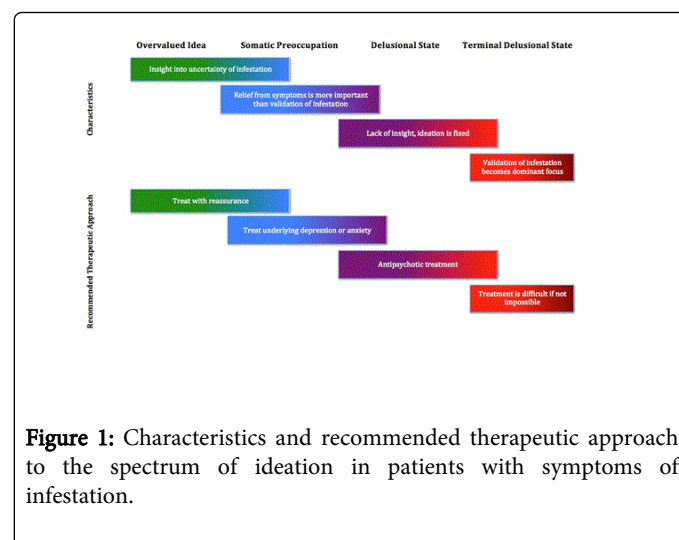 Overvalued Idea Somatic Preoccupation Delusional State Terminal Delusional State
Characteristics
Insight into uncertainty of infestation
Relief from symptoms is more important
than validation of infestation
Lack of insight, ideation is fixed
Validation of infestation
becomes dominant focus
Recommended Therapeutic Approach
Treat with reassurance
Treat underlying depression or anxiety
Antipsychotic treatment
Treatment is difficult if not
impossible
Figure 1: Characteristics and recommended therapeutic approach
to the spectrum of ideation in patients with symptoms of
infestation.